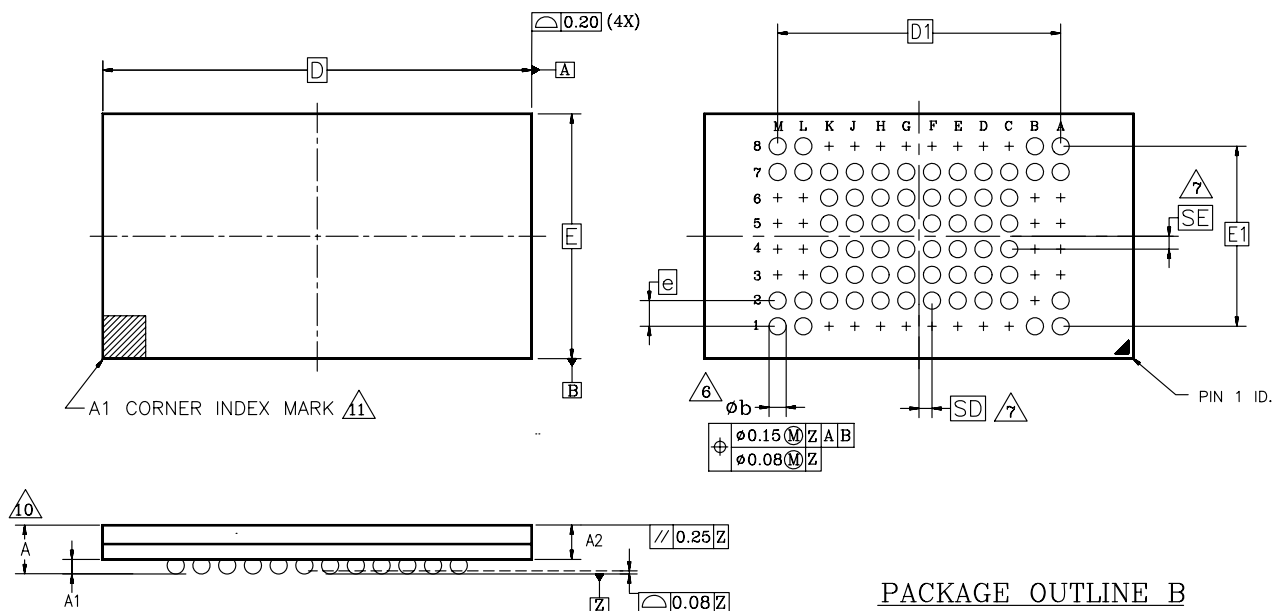 0.20 (4X)
D
A
D1
M L K J H G F E D C B A
8
7
6
5
4
3
2
1
7
SE
E1
E
e
B
A1 CORNER INDEX MARK 11
6
øb
SD 7
PIN 1 ID.
ø0.15 Ⓜ Z A B
ø0.08 Ⓜ Z
10
A
A1
A2
// 0.25 Z
Z
0.08 Z
PACKAGE OUTLINE B